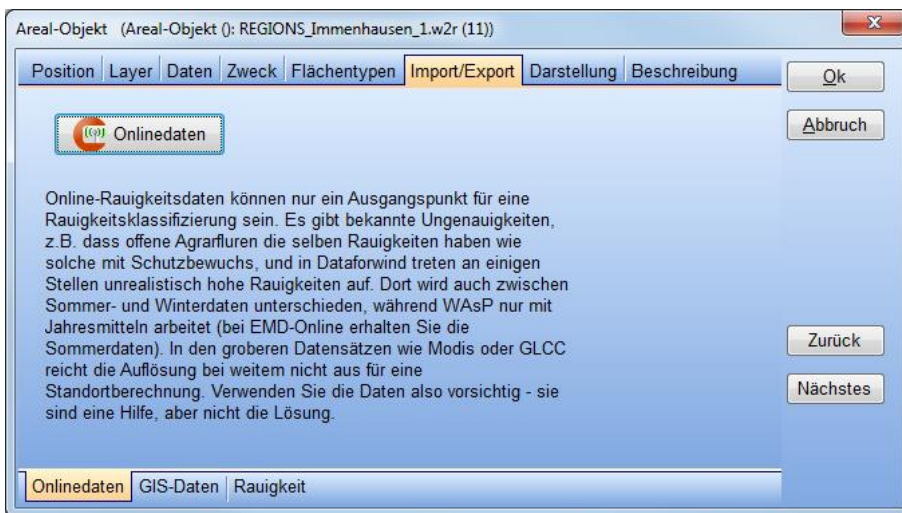 Areal-Objekt (Areal-Objekt (): REGIONS_Immenhausen_1.w2r (11))
Position Layer Daten Zweck Flächentypen Import/Export Darstellung Beschreibung
Ok
Onlinedaten
Abbruch
Online-Rauigkeitsdaten können nur ein Ausgangspunkt für eine
Rauigkeitsklassifizierung sein. Es gibt bekannte Ungenauigkeiten,
z.B. dass offene Agrarfluren die selben Rauigkeiten haben wie
solche mit Schutzbewuchs, und in Dataforwind treten an einigen
Stellen unrealistisch hohe Rauigkeiten auf. Dort wird auch zwischen
Sommer- und Winterdaten unterschieden, während WAsP nur mit
Jahresmitteln arbeitet (bei EMD-Online erhalten Sie die
Sommerdaten). In den groberen Datensätzen wie Modis oder GLCC
reicht die Auflösung bei weitem nicht aus für eine
Standortberechnung. Verwenden Sie die Daten also vorsichtig - sie
sind eine Hilfe, aber nicht die Lösung.
Zurück
Nächstes
Onlinedaten GIS-Daten Rauigkeit